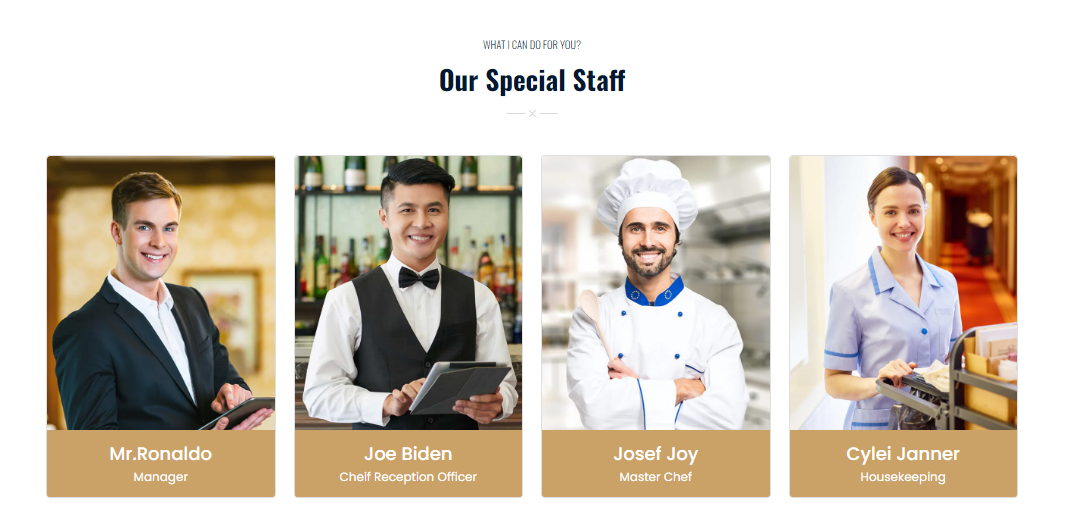 WHAT I CAN DO FOR YOU?
Our Special Staff
Mr.Ronaldo
Manager
Joe Biden
Cheif Reception Officer
Josef Joy
Master Chef
Cylei Janner
Housekeeping